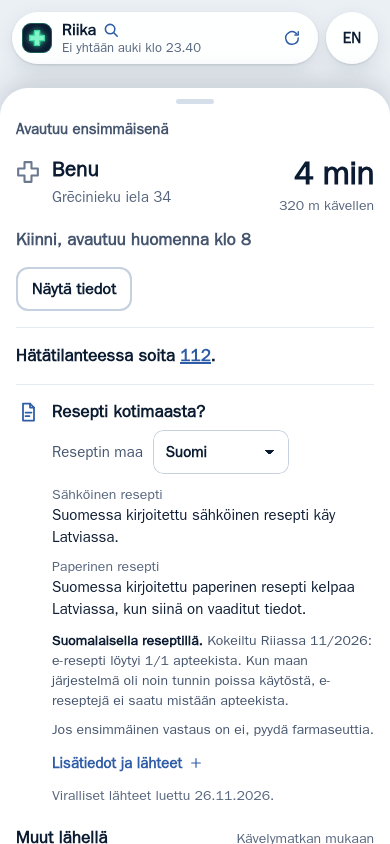 Riika
Ei yhtään auki klo 23.40
EN
Avautuu ensimmäisenä
Benu
4 min
Grēcinieku iela 34
320 m kävellen
Kiinni, avautuu huomenna klo 8
Näytä tiedot
Hätätilanteessa soita 112.
Resepti kotimaasta?
Reseptin maa
Suomi
Sähköinen resepti
Suomessa kirjoitettu sähköinen resepti käy
Latviassa.
Paperinen resepti
Suomessa kirjoitettu paperinen resepti kelpaa
Latviassa, kun siinä on vaaditut tiedot.
Suomalaisella reseptillä. Kokeiltu Riiassa 11/2026:
e-resepti löytyi 1/1 apteekista. Kun maan
järjestelmä oli noin tunnin poissa käytöstä, e-
reseptejä ei saatu mistään apteekista.
Jos ensimmäinen vastaus on ei, pyydä farmaseuttia.
Lisätiedot ja lähteet +
Viralliset lähteet luettu 26.11.2026.
Muut lähellä
Kävelymatkan mukaan